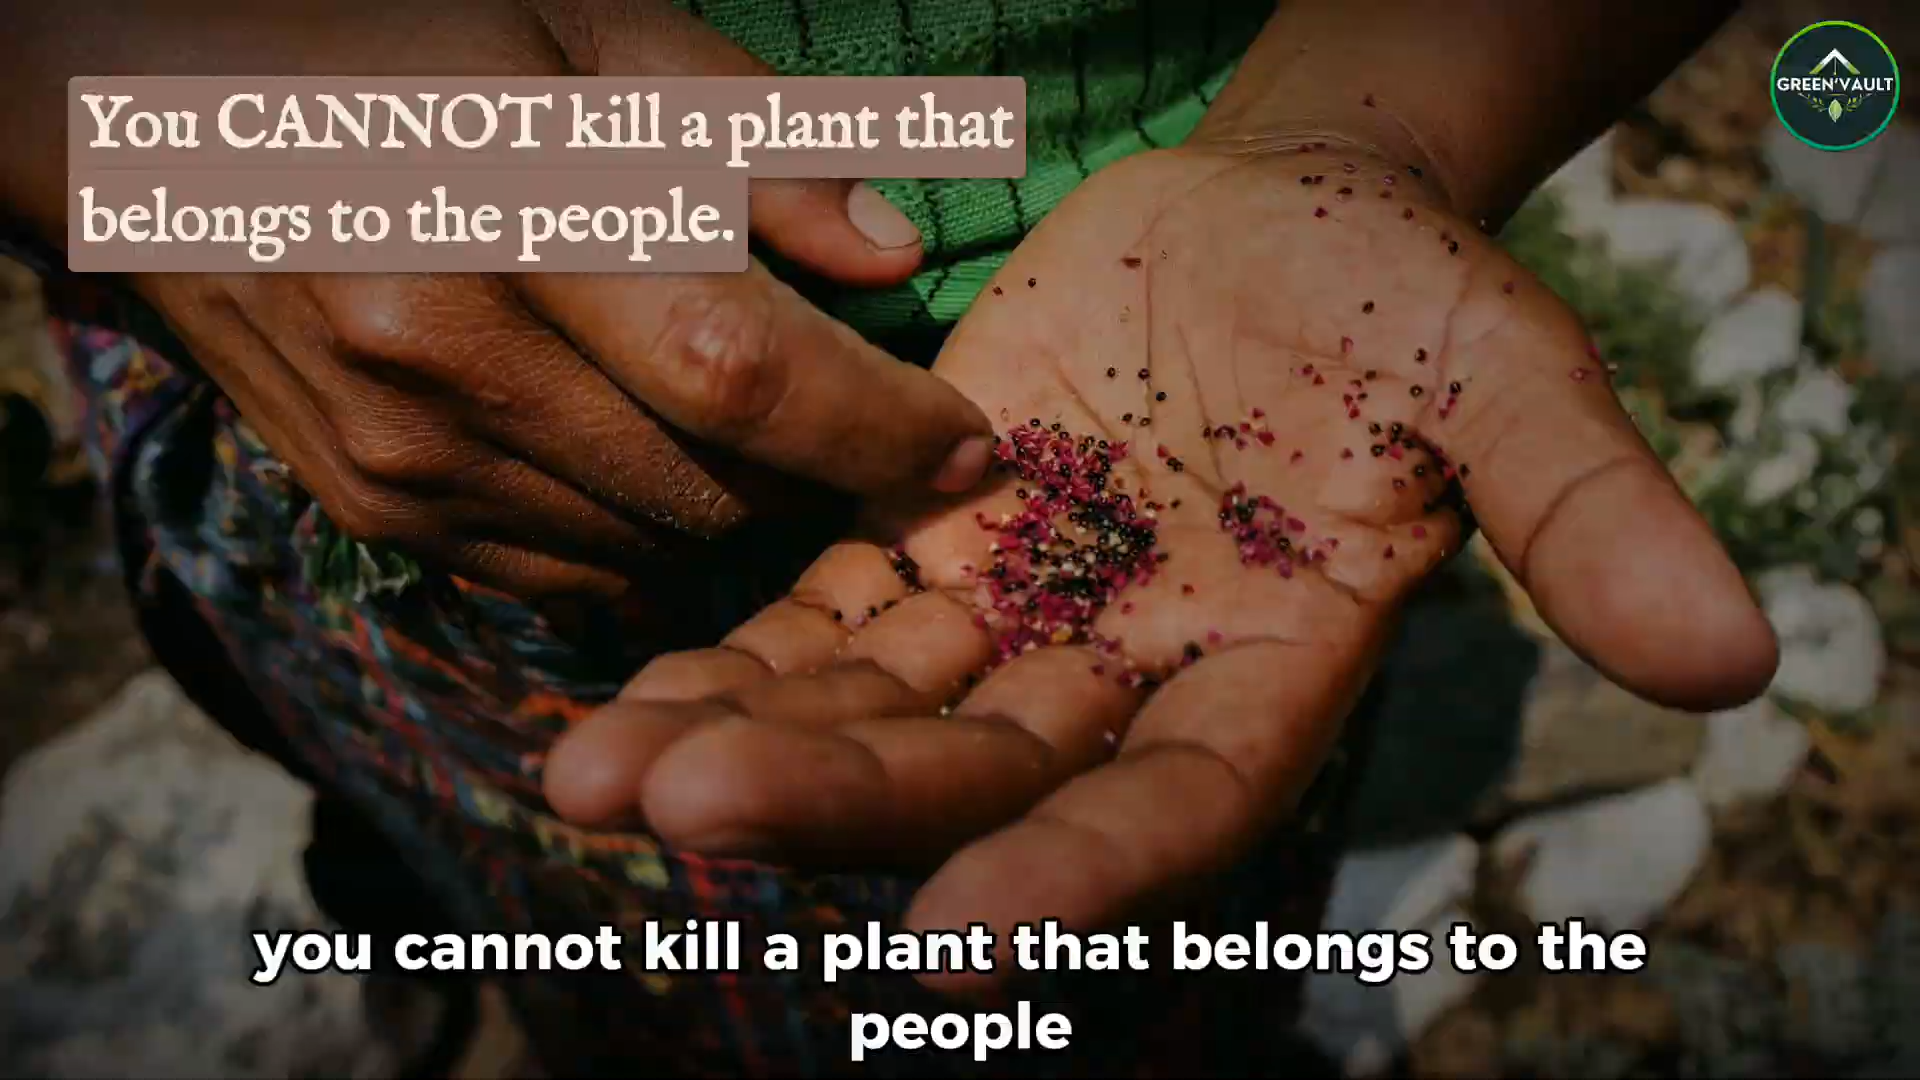 You CANNOT kill a plant that
belongs to the people.
GREEN'VAULT
you cannot kill a plant that belongs to the
people